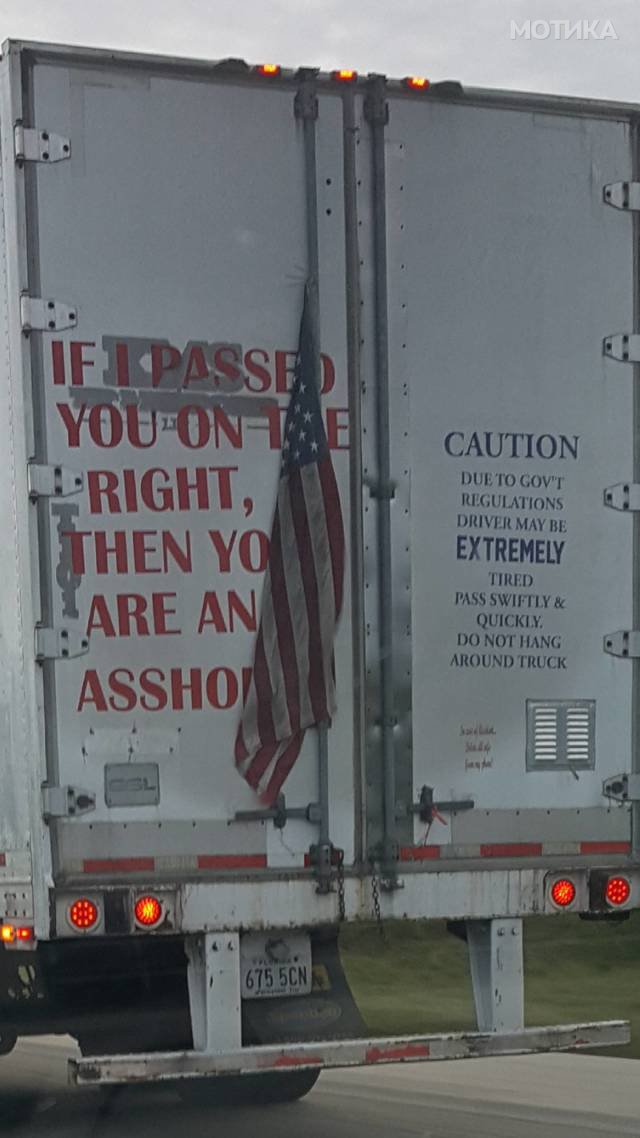 МОТИКА
IF I PASSED
YOU ON THE
RIGHT,
THEN YO
ARE AN
ASSHO
CAUTION
DUE TO GOV'T
REGULATIONS
DRIVER MAY BE
EXTREMELY
TIRED
PASS SWIFTLY &
QUICKLY.
DO NOT HANG
AROUND TRUCK
FLORIDA
675 5CN